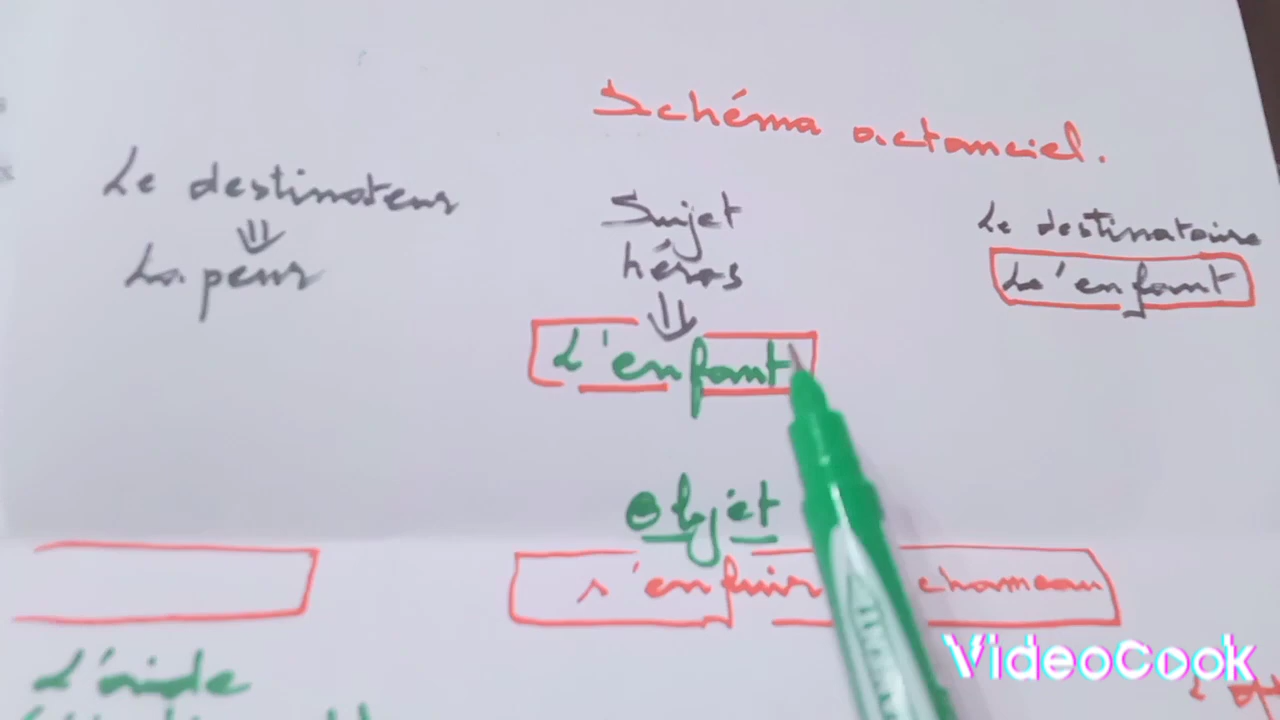 Schéma actanciel.
Le destinateur
La peur
Sujet
héros
L'enfant
Le destinataire
L'enfant
Objet
s'enfuir chameau
L'aide
VideoCook